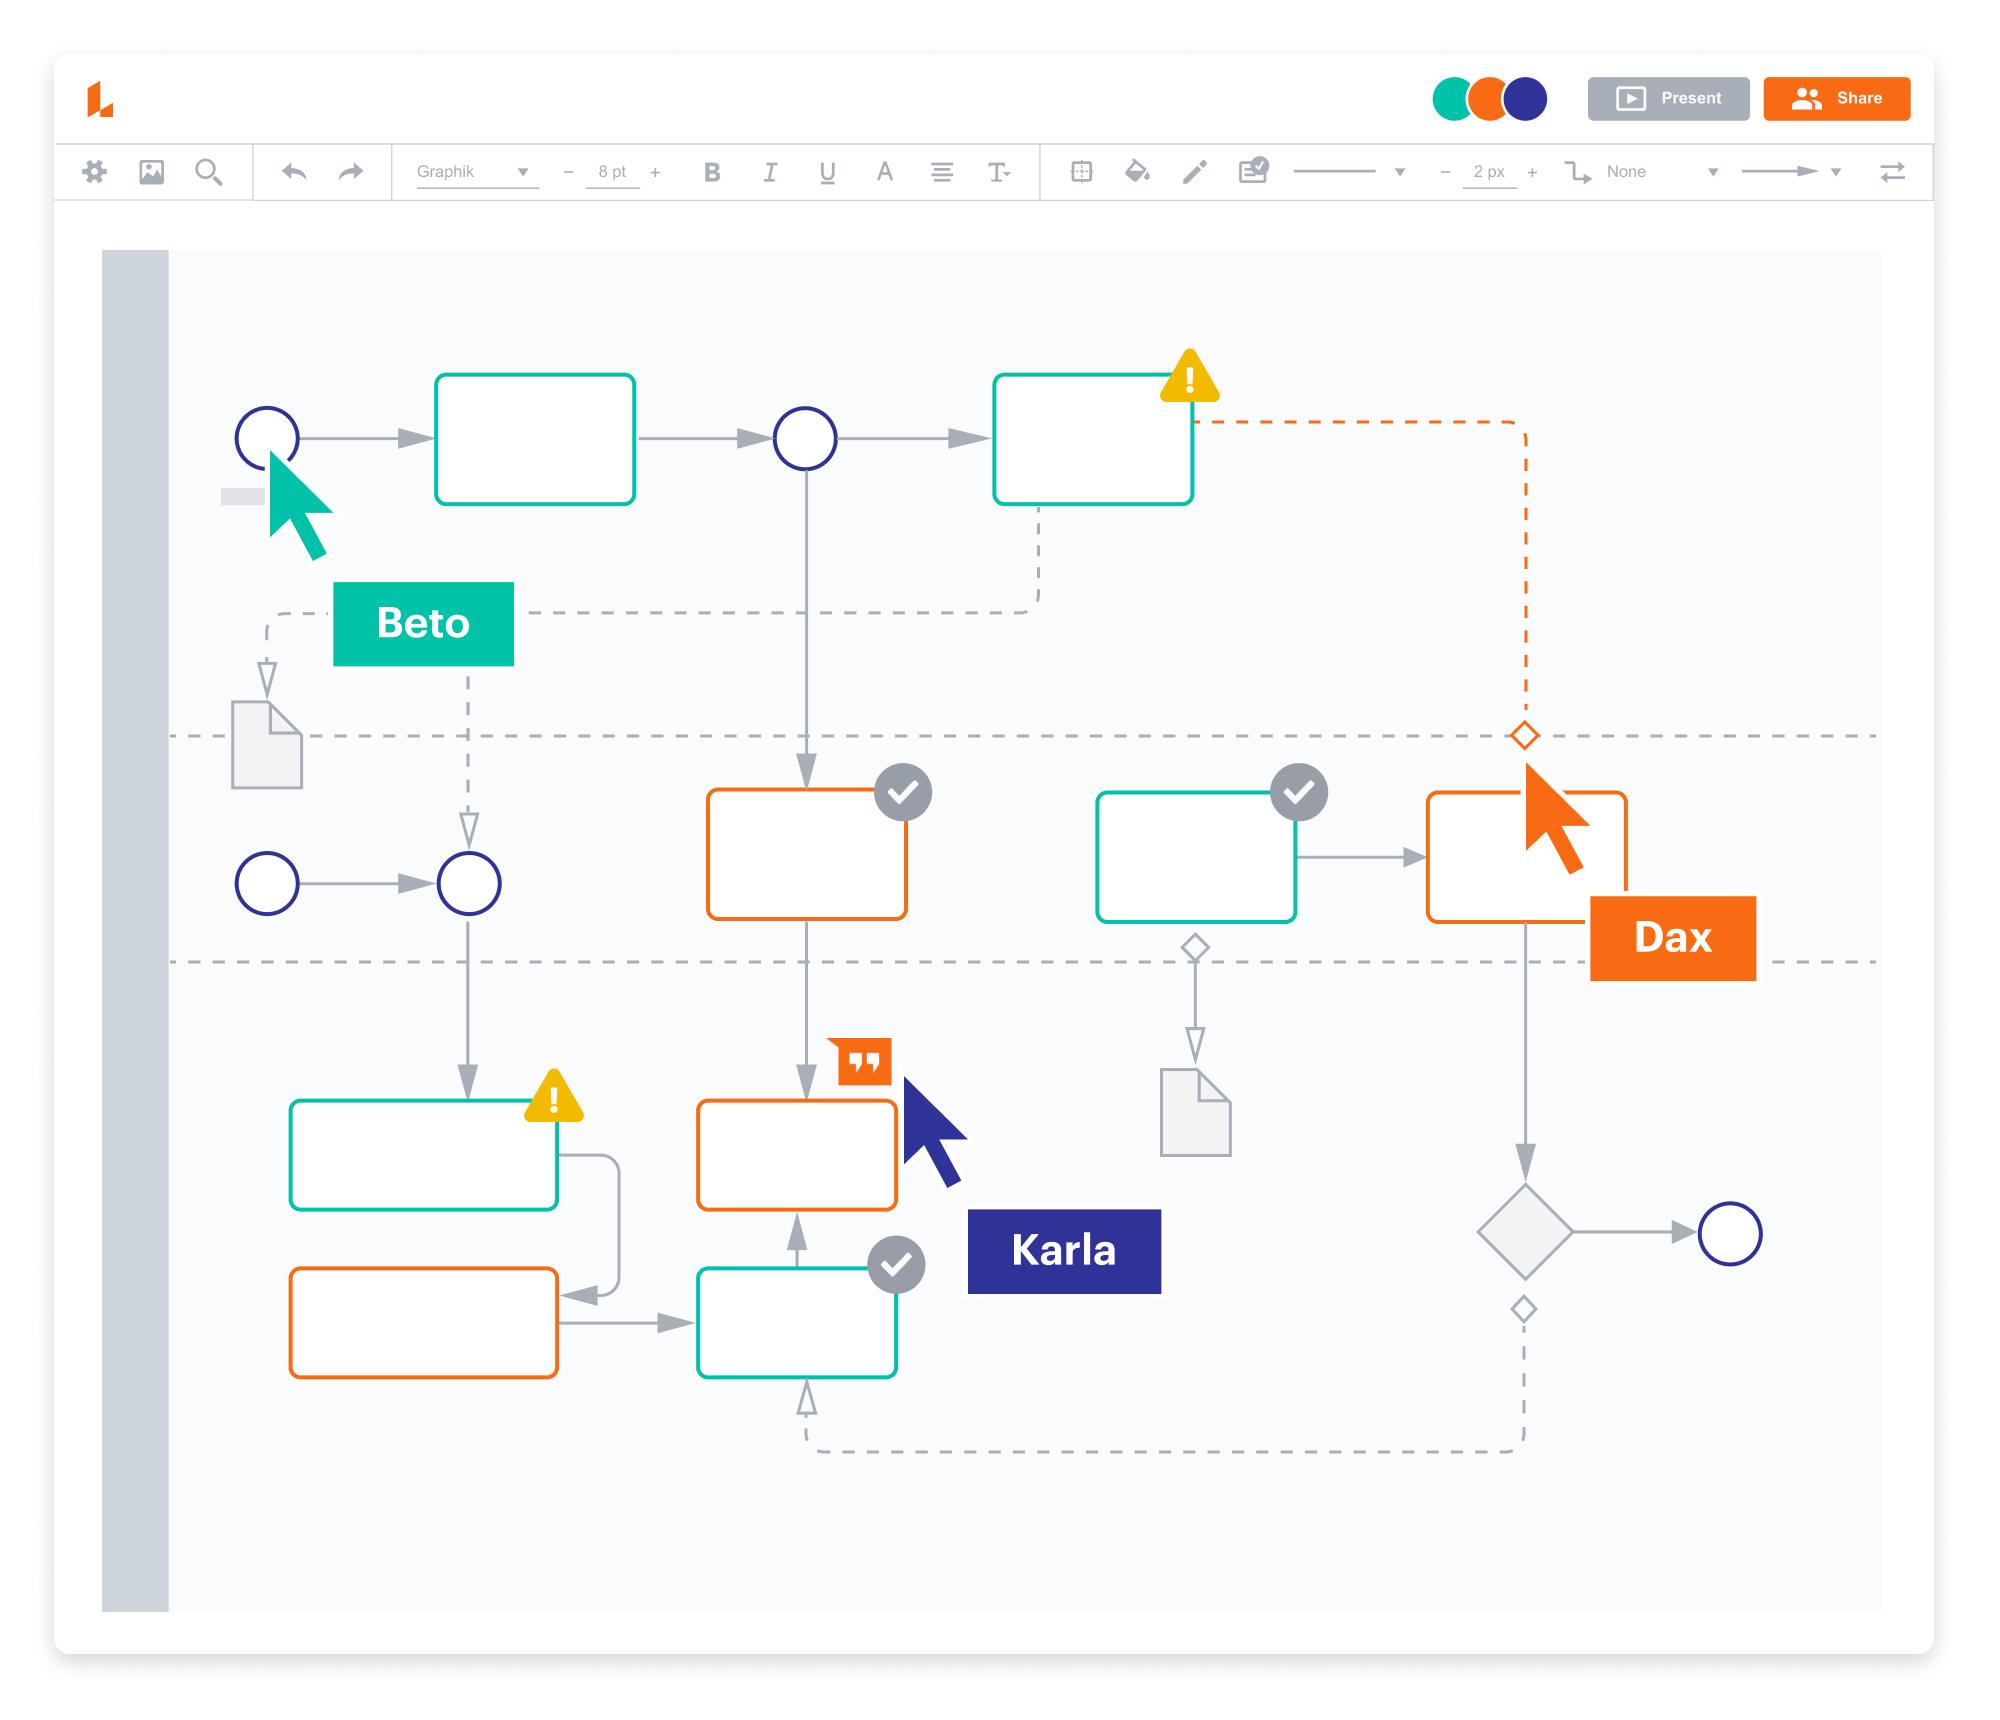 Present
Share
Graphik
− 8 pt +
B I U A T
− 2 px +
None
Beto
Dax
Karla